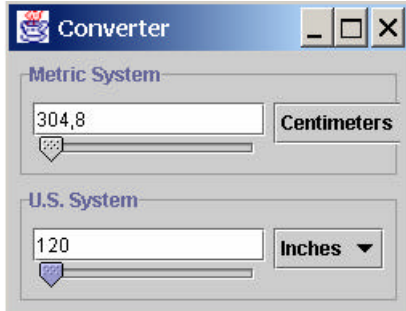 Converter
Metric System
304,8
Centimeters
U.S. System
120
Inches